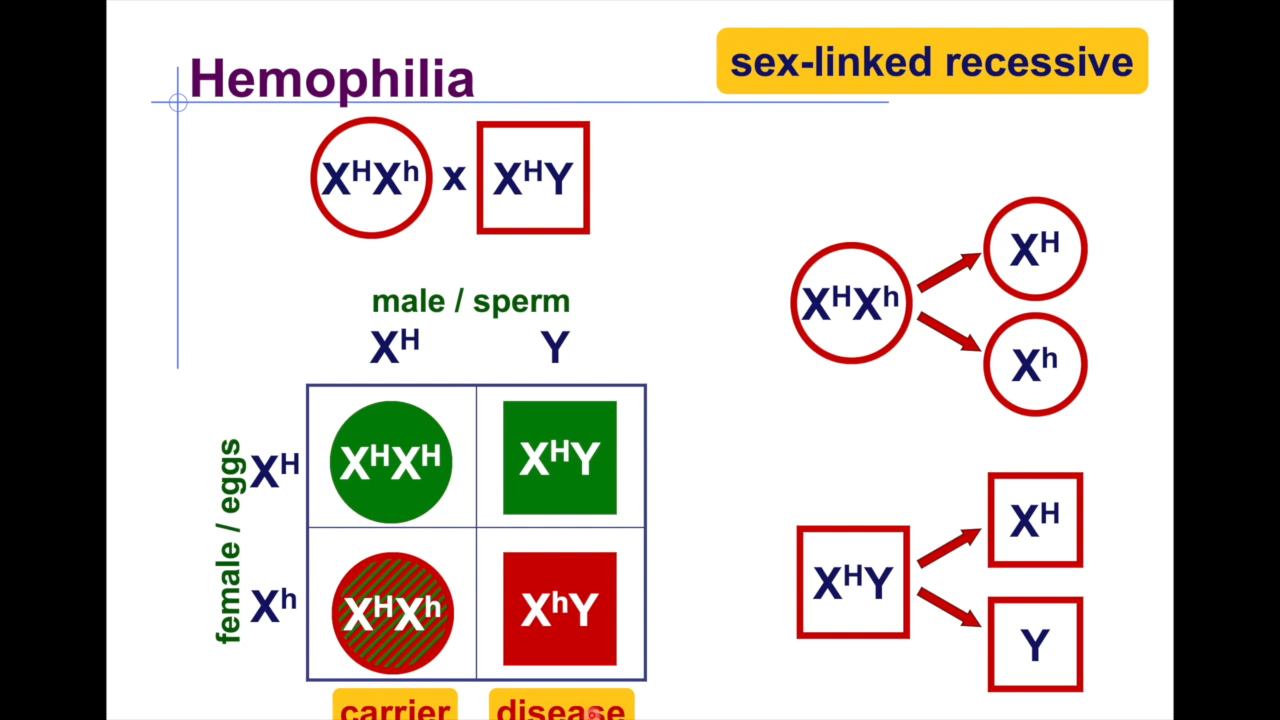 Hemophilia
sex-linked recessive
XᴴXʰ x XᴴY
male / sperm
Xᴴ Y
female / eggs
Xᴴ XᴴXᴴ XᴴY
Xʰ XᴴXʰ XʰY
carrier disease
XᴴXʰ
Xᴴ
Xʰ
XᴴY
Xᴴ
Y